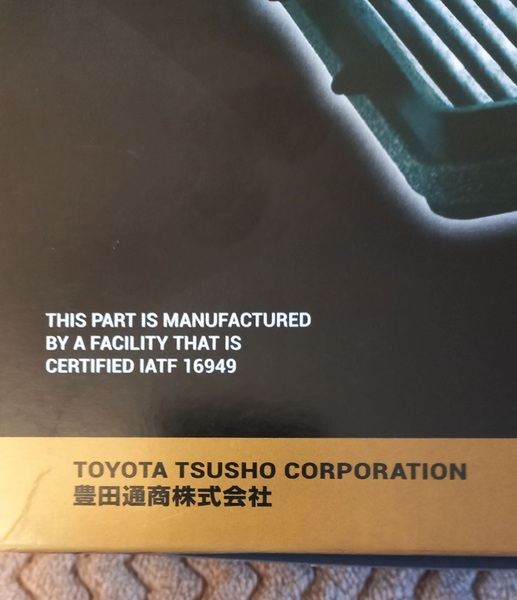 THIS PART IS MANUFACTURED
BY A FACILITY THAT IS
CERTIFIED IATF 16949
TOYOTA TSUSHO CORPORATION
豊田通商株式会社